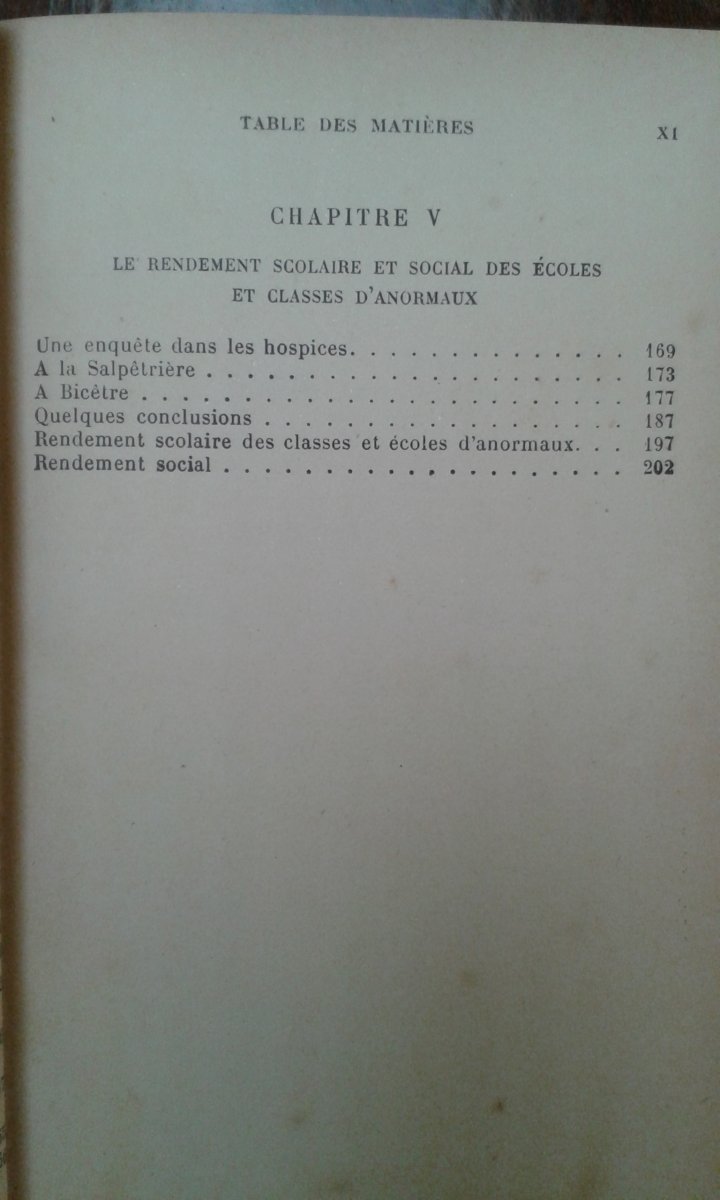 TABLE DES MATIÈRES XI
CHAPITRE V
LE RENDEMENT SCOLAIRE ET SOCIAL DES ÉCOLES
ET CLASSES D'ANORMAUX
Une enquête dans les hospices. . . . . . . . . . . . . . 169
A la Salpêtrière . . . . . . . . . . . . . . . . . . . 173
A Bicêtre . . . . . . . . . . . . . . . . . . . . . . 177
Quelques conclusions . . . . . . . . . . . . . . . . . 187
Rendement scolaire des classes et écoles d'anormaux. . . 197
Rendement social . . . . . . . . . . . . . . . . . . . 202